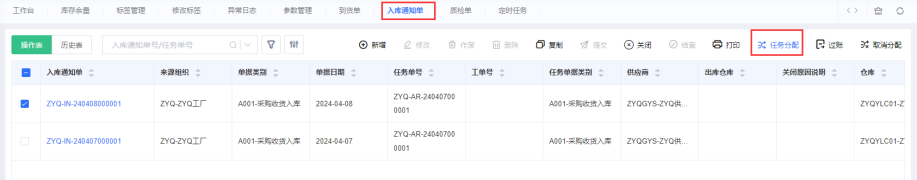 工作台 库存余量 标签管理 修改标签 异常日志 参数管理 到货单 入库通知单 质检单 定时任务
操作表 历史表 入库通知单号/任务单号 新增 修改 作废 删除 复制 提交 关闭 结案 打印 任务分配 过账 取消分配
入库通知单 来源组织 单据类别 单据日期 任务单号 工单号 任务单据类别 供应商 出库仓库 关闭原因说明 仓库
ZYQ-IN-240408000001 ZYQ-ZYQ工厂 A001-采购收货入库 2024-04-08 ZYQ-AR-24040700 A001-采购收货入库 ZYQGYS-ZYQ供... ZYQYLC01-Z
0001
ZYQ-IN-240407000001 ZYQ-ZYQ工厂 A001-采购收货入库 2024-04-07 ZYQ-AR-24040700 A001-采购收货入库 ZYQGYS-ZYQ供... ZYQYLC01-Z
0001